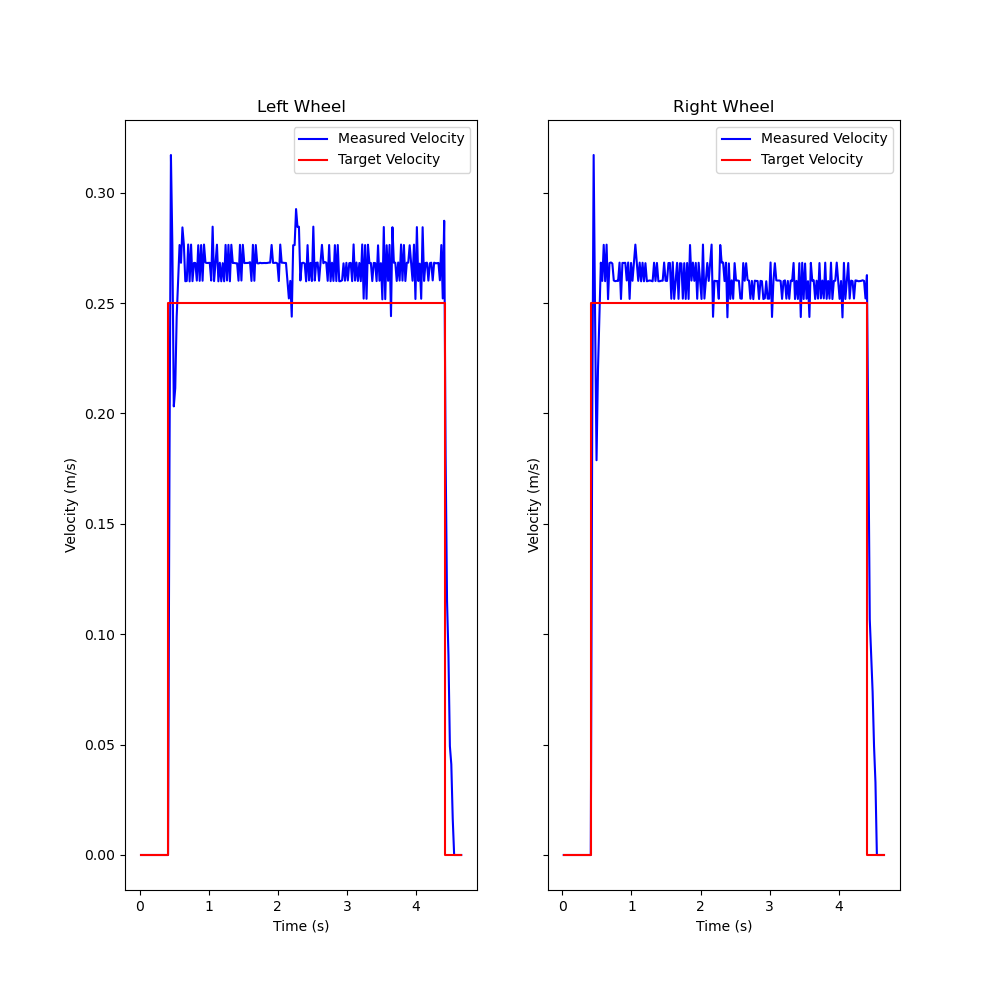 Left Wheel
Measured Velocity
Target Velocity
0.30
0.25
0.20
0.15
0.10
0.05
0.00
Velocity (m/s)
0 1 2 3 4
Time (s)
Right Wheel
Measured Velocity
Target Velocity
Velocity (m/s)
0 1 2 3 4
Time (s)